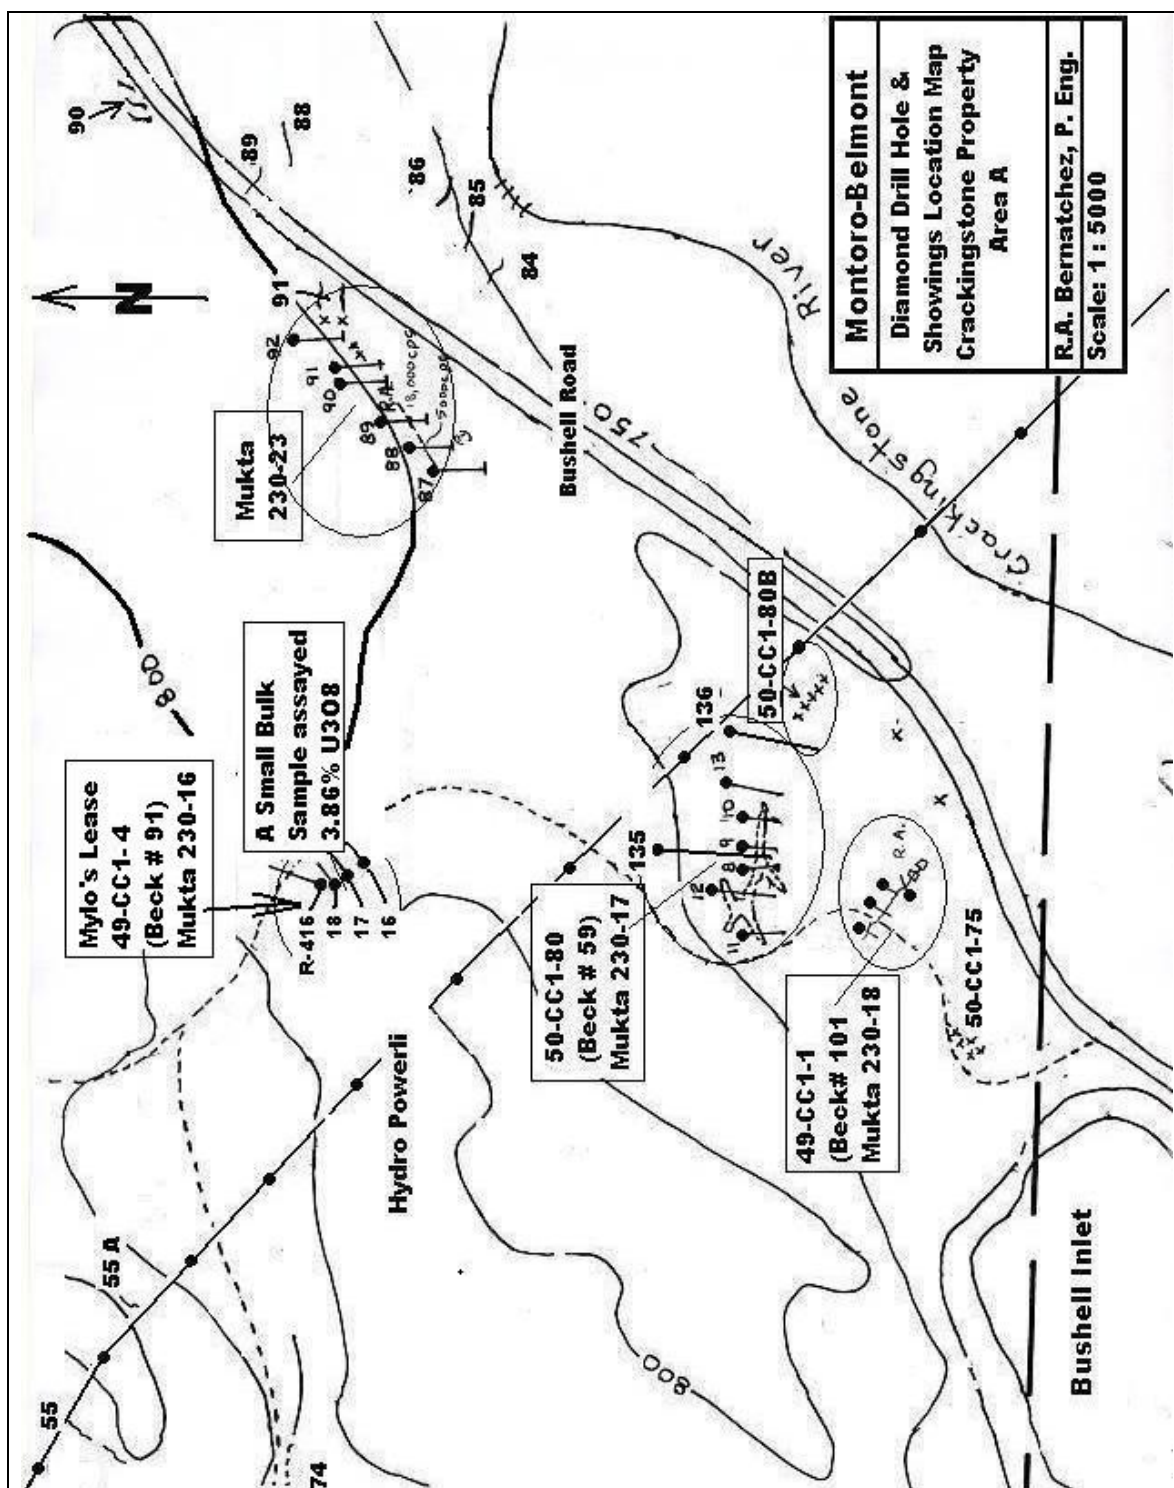 Montoro-Belmont
Diamond Drill Hole &
Showings Location Map
Crackingstone Property
Area A
R.A. Bernatchez, P. Eng.
Scale: 1 : 5000
N
90
89
88
86
85
84
91
92
91
90
89
88
87
R.A.
18,000 cps
5000 cps
Mukta
230-23
Bushell Road
750
River
Crackingstone
800
A Small Bulk
Sample assayed
3.86% U3O8
Mylo's Lease
49-CC1-4
(Beck # 91)
Mukta 230-16
R-416
18
17
16
Hydro Powerli
55 A
55
74
136
135
13
10
9
8
12
11
50-CC1-80B
50-CC1-80
(Beck # 59)
Mukta 230-17
R.A.
49-CC1-1
(Beck# 101
Mukta 230-18
50-CC1-75
800
Bushell Inlet